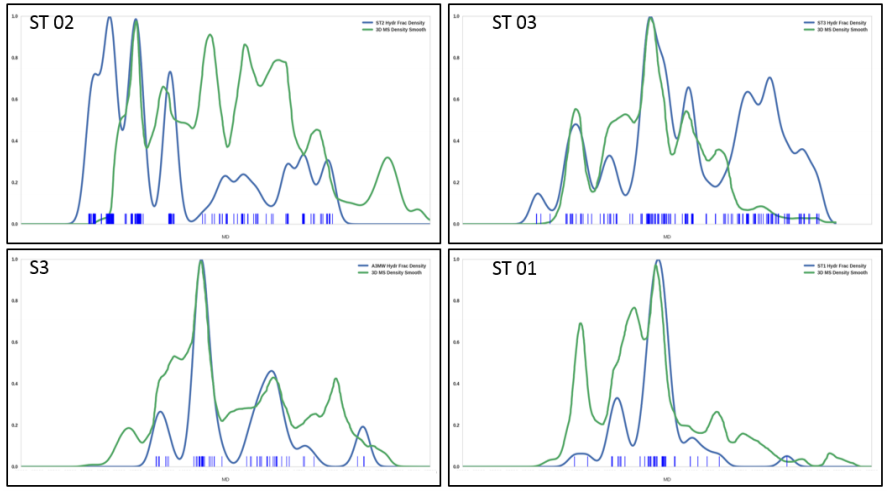 ST 02
ST2 Hydr Frac Density
3D MS Density Smooth
1.0
0.8
0.6
0.4
0.2
0.0
MD
ST 03
ST3 Hydr Frac Density
3D MS Density Smooth
1.0
0.8
0.6
0.4
0.2
0.0
MD
S3
A3MW Hydr Frac Density
3D MS Density Smooth
1.0
0.8
0.6
0.4
0.2
0.0
MD
ST 01
ST1 Hydr Frac Density
3D MS Density Smooth
1.0
0.8
0.6
0.4
0.2
0.0
MD